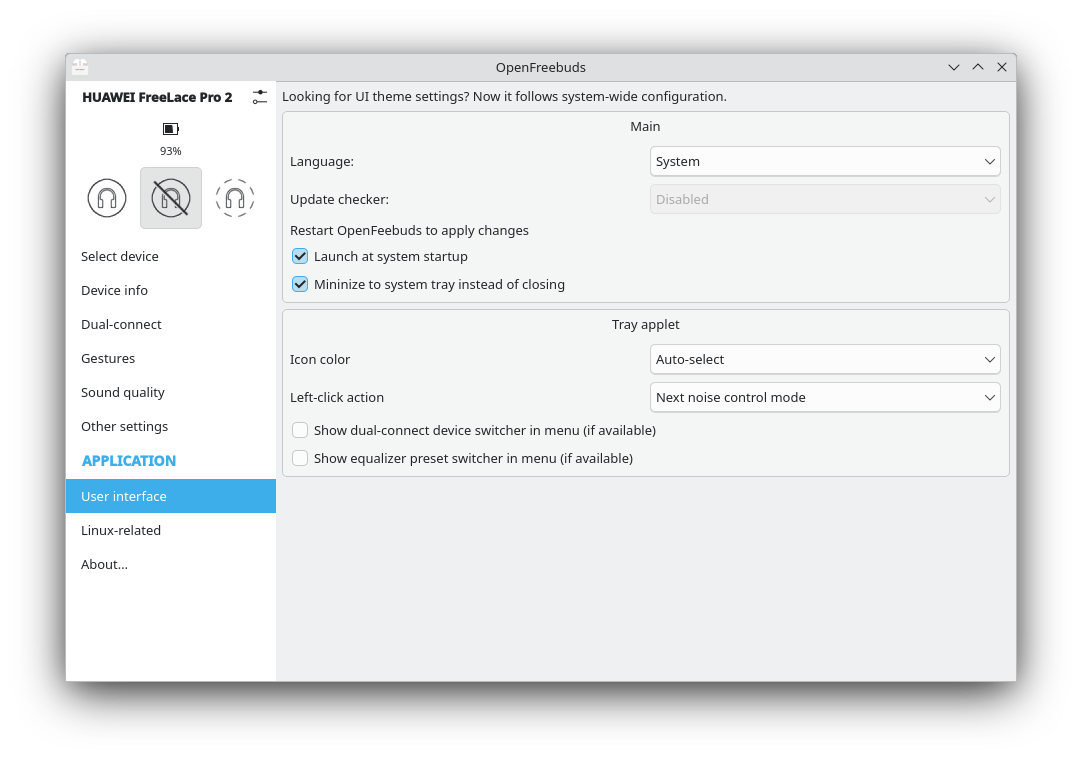 OpenFreebuds
HUAWEI FreeLace Pro 2
93%
Select device
Device info
Dual-connect
Gestures
Sound quality
Other settings
APPLICATION
User interface
Linux-related
About...
Looking for UI theme settings? Now it follows system-wide configuration.
Main
Language:
System
Update checker:
Disabled
Restart OpenFeebuds to apply changes
Launch at system startup
Mininize to system tray instead of closing
Tray applet
Icon color
Auto-select
Left-click action
Next noise control mode
Show dual-connect device switcher in menu (if available)
Show equalizer preset switcher in menu (if available)